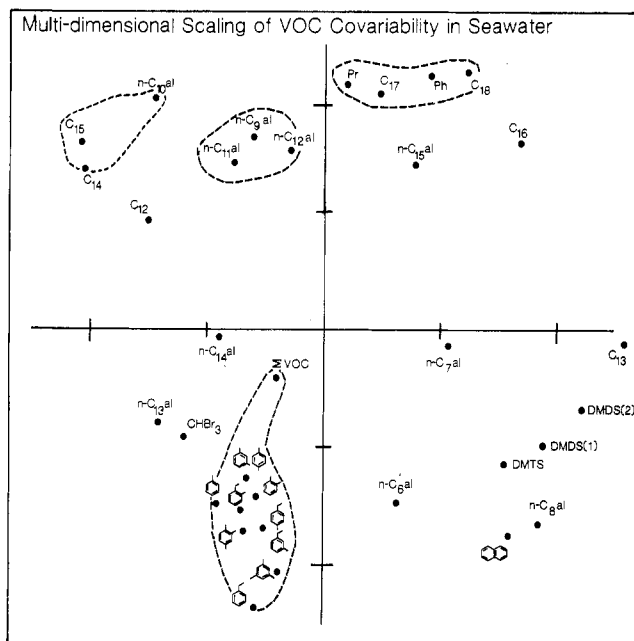 Multi-dimensional Scaling of VOC Covariability in Seawater
n-C10al
Pr
C17
Ph
C18
C15
n-C9al
n-C11al
n-C12al
C16
n-C15al
C14
C12
n-C14al
n-C7al
C13
M
VOC
n-C13al
CHBr3
DMDS(2)
DMDS(1)
DMTS
n-C6al
n-C8al